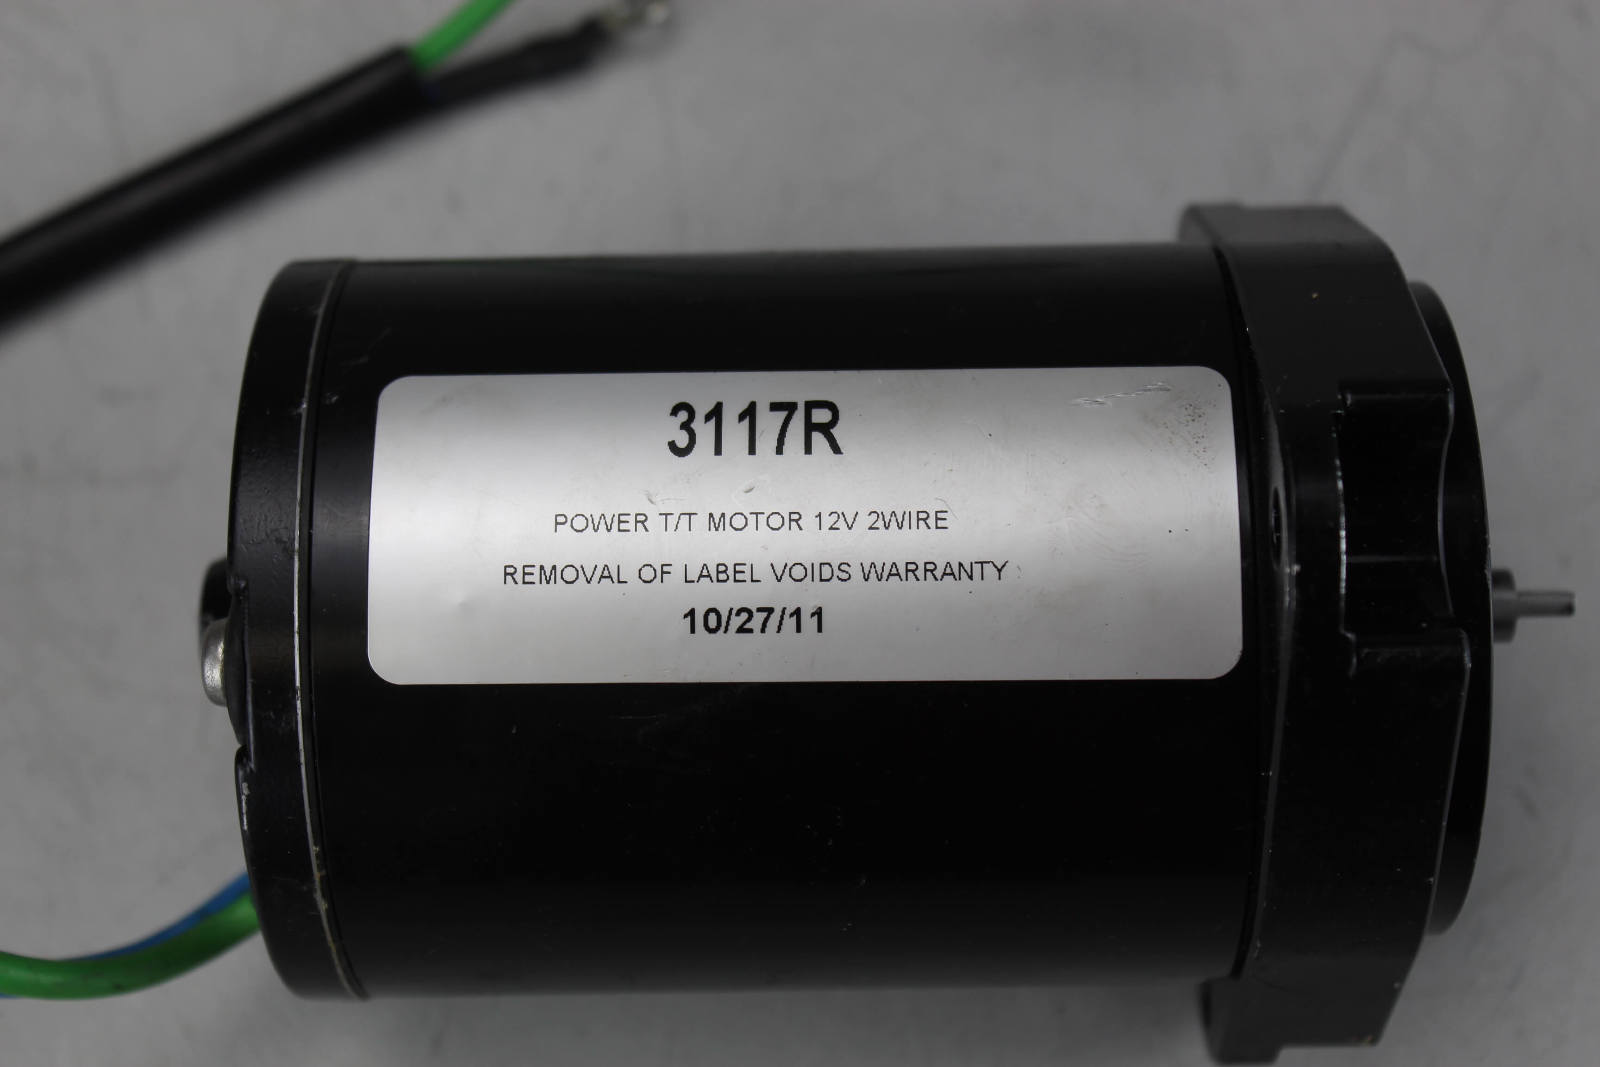 3117R
POWER T/T MOTOR 12V 2WIRE
REMOVAL OF LABEL VOIDS WARRANTY
10/27/11